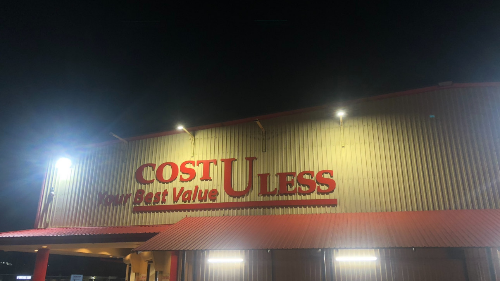 COST U LESS
Your Best Value